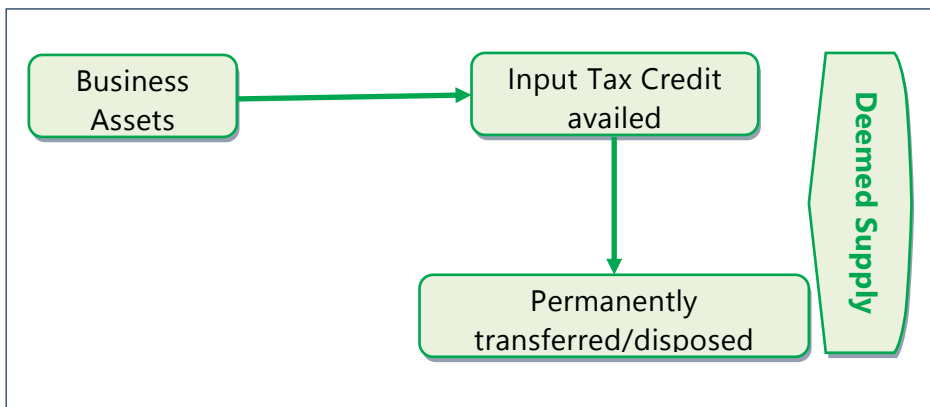 Business
Assets
Input Tax Credit
availed
Deemed Supply
Permanently
transferred/disposed